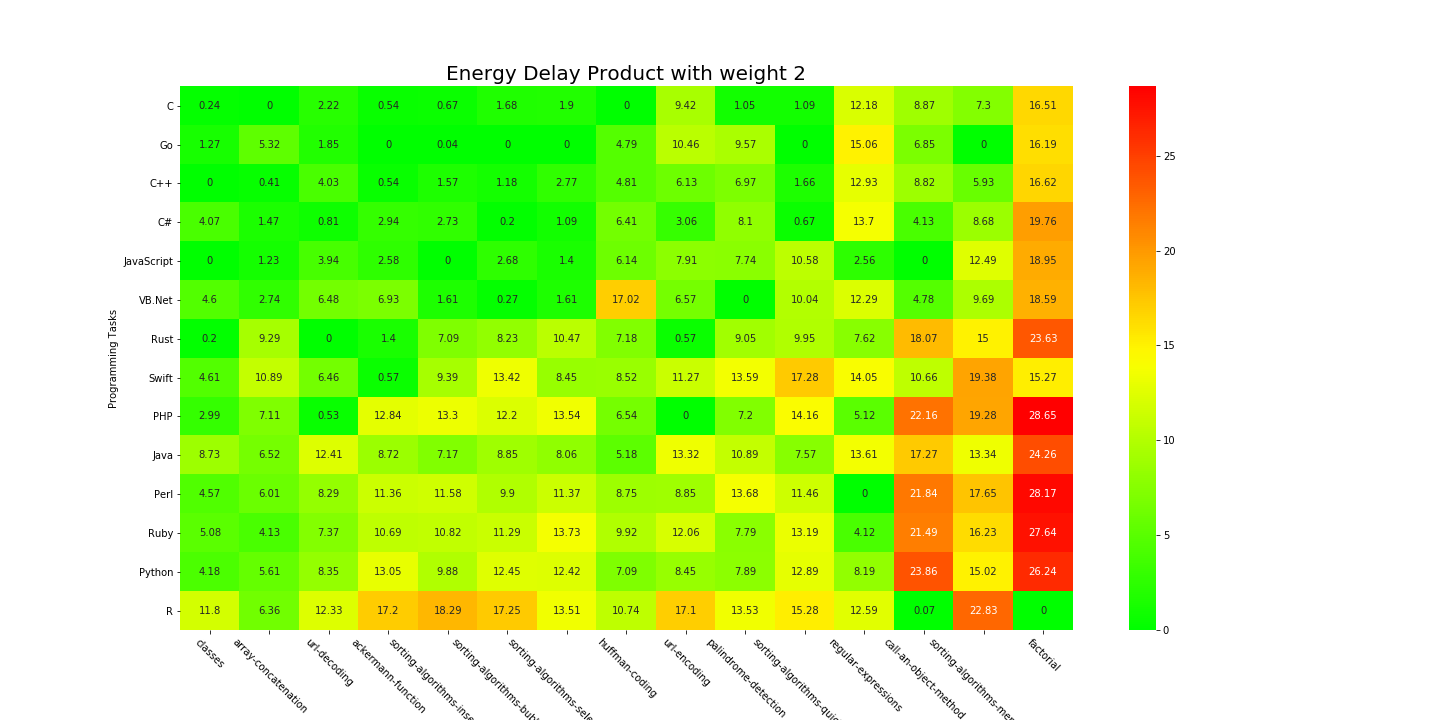 Energy Delay Product with weight 2
Programming Tasks
C 0.24 0 2.22 0.54 0.67 1.68 1.9 0 9.42 1.05 1.09 12.18 8.87 7.3 16.51
Go 1.27 5.32 1.85 0 0.04 0 0 4.79 10.46 9.57 0 15.06 6.85 0 16.19
C++ 0 0.41 4.03 0.54 1.57 1.18 2.77 4.81 6.13 6.97 1.66 12.93 8.82 5.93 16.62
C# 4.07 1.47 0.81 2.94 2.73 0.2 1.09 6.41 3.06 8.1 0.67 13.7 4.13 8.68 19.76
JavaScript 0 1.23 3.94 2.58 0 2.68 1.4 6.14 7.91 7.74 10.58 2.56 0 12.49 18.95
VB.Net 4.6 2.74 6.48 6.93 1.61 0.27 1.61 17.02 6.57 0 10.04 12.29 4.78 9.69 18.59
Rust 0.2 9.29 0 1.4 7.09 8.23 10.47 7.18 0.57 9.05 9.95 7.62 18.07 15 23.63
Swift 4.61 10.89 6.46 0.57 9.39 13.42 8.45 8.52 11.27 13.59 17.28 14.05 10.66 19.38 15.27
PHP 2.99 7.11 0.53 12.84 13.3 12.2 13.54 6.54 0 7.2 14.16 5.12 22.16 19.28 28.65
Java 8.73 6.52 12.41 8.72 7.17 8.85 8.06 5.18 13.32 10.89 7.57 13.61 17.27 13.34 24.26
Perl 4.57 6.01 8.29 11.36 11.58 9.9 11.37 8.75 8.85 13.68 11.46 0 21.84 17.65 28.17
Ruby 5.08 4.13 7.37 10.69 10.82 11.29 13.73 9.92 12.06 7.79 13.19 4.12 21.49 16.23 27.64
Python 4.18 5.61 8.35 13.05 9.88 12.45 12.42 7.09 8.45 7.89 12.89 8.19 23.86 15.02 26.24
R 11.8 6.36 12.33 17.2 18.29 17.25 13.51 10.74 17.1 13.53 15.28 12.59 0.07 22.83 0
classes
array-concatenation
url-decoding
ackermann-function
sorting-algorithms-inse
sorting-algorithms-bub
sorting-algorithms-sele
huffman-coding
url-encoding
palindrome-detection
sorting-algorithms-quic
regular-expressions
call-an-object-method
sorting-algorithms-mer
factorial
25
20
15
10
5
0